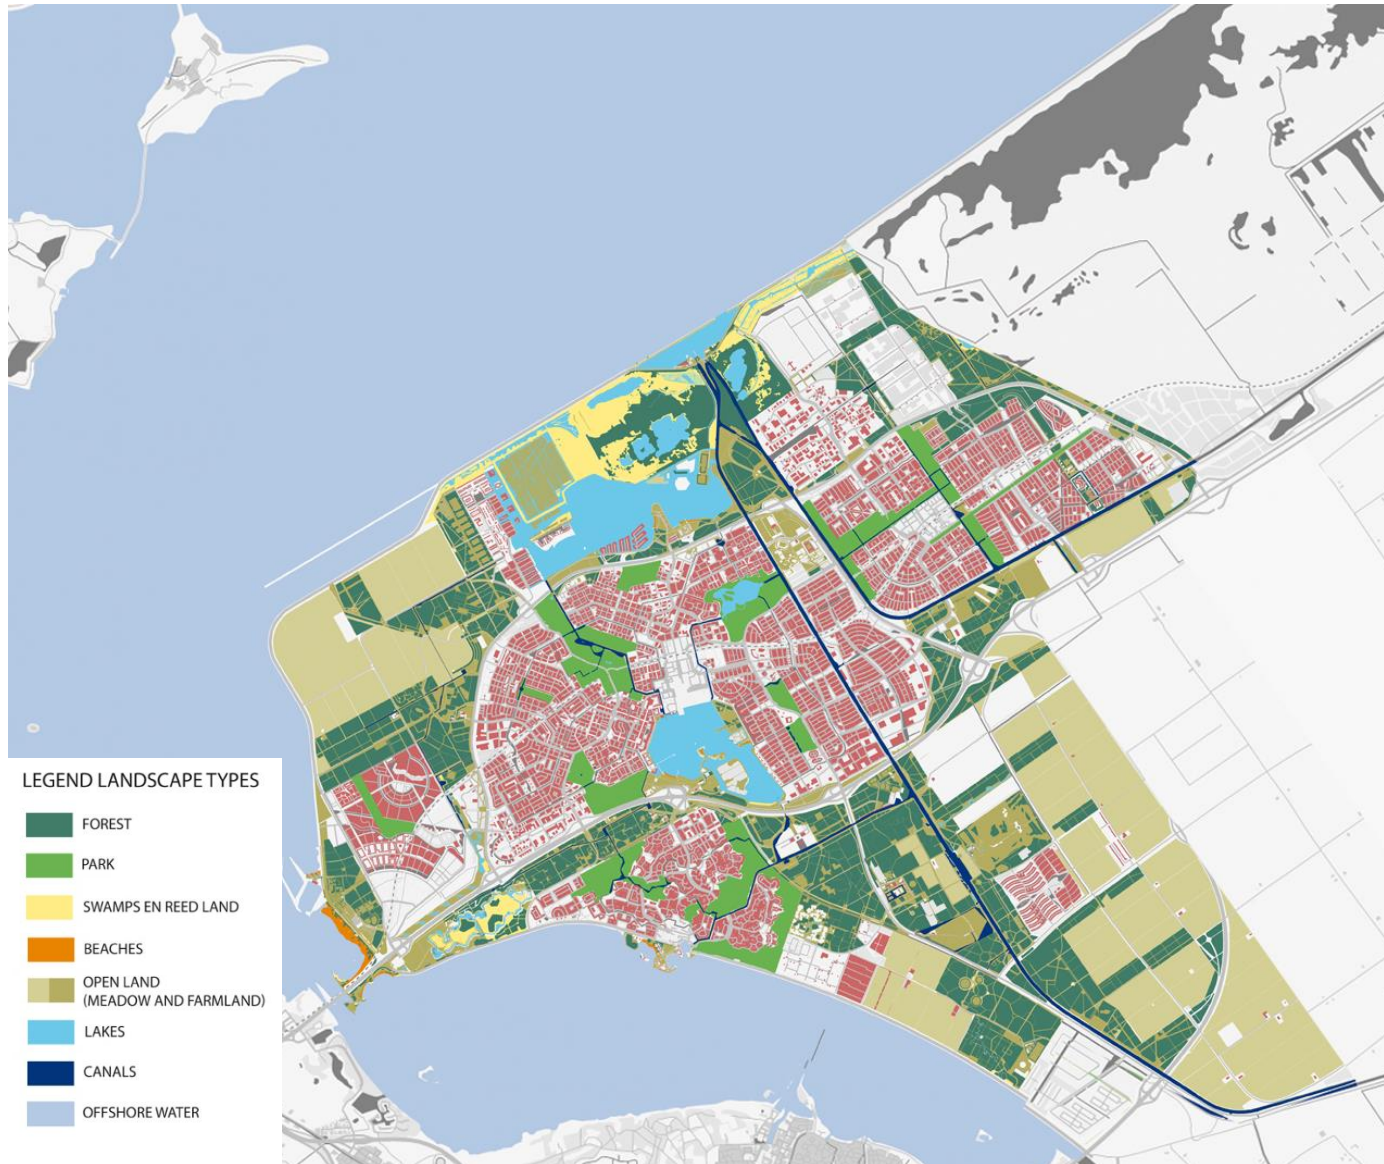 LEGEND LANDSCAPE TYPES
FOREST
PARK
SWAMPS EN REED LAND
BEACHES
OPEN LAND
(MEADOW AND FARMLAND)
LAKES
CANALS
OFFSHORE WATER